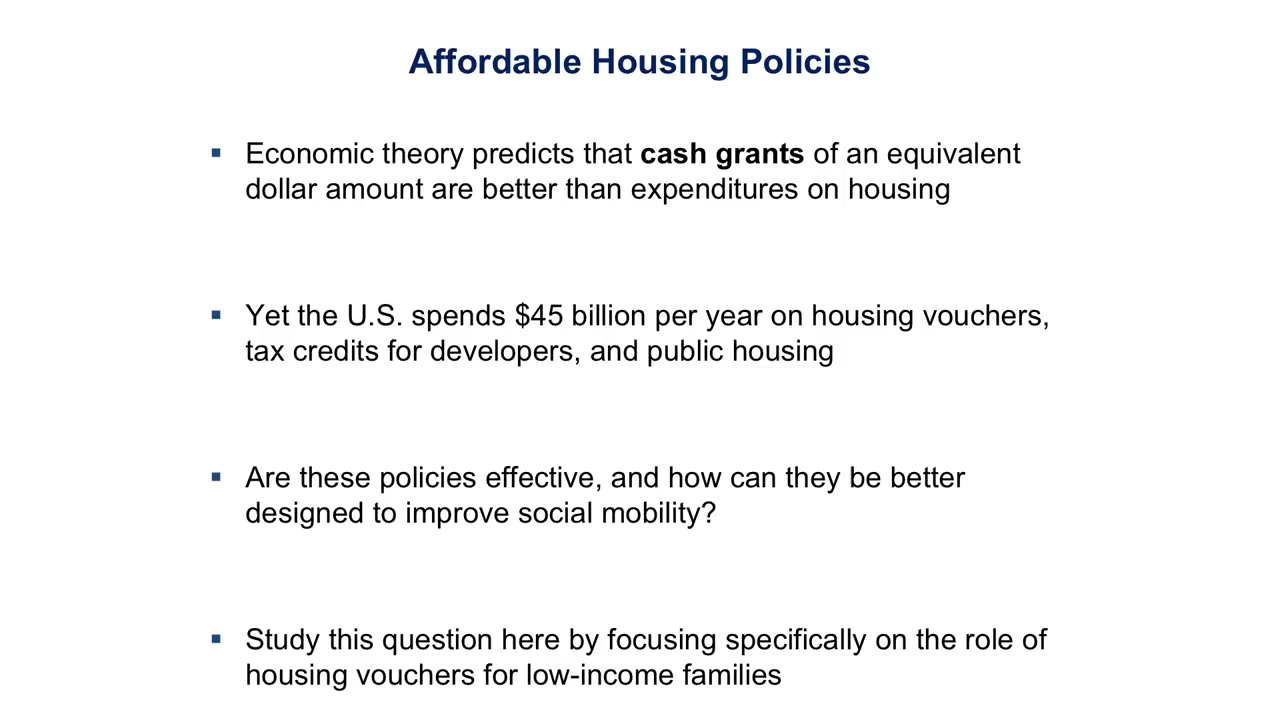 Affordable Housing Policies
▪ Economic theory predicts that cash grants of an equivalent
dollar amount are better than expenditures on housing
▪ Yet the U.S. spends $45 billion per year on housing vouchers,
tax credits for developers, and public housing
▪ Are these policies effective, and how can they be better
designed to improve social mobility?
▪ Study this question here by focusing specifically on the role of
housing vouchers for low-income families